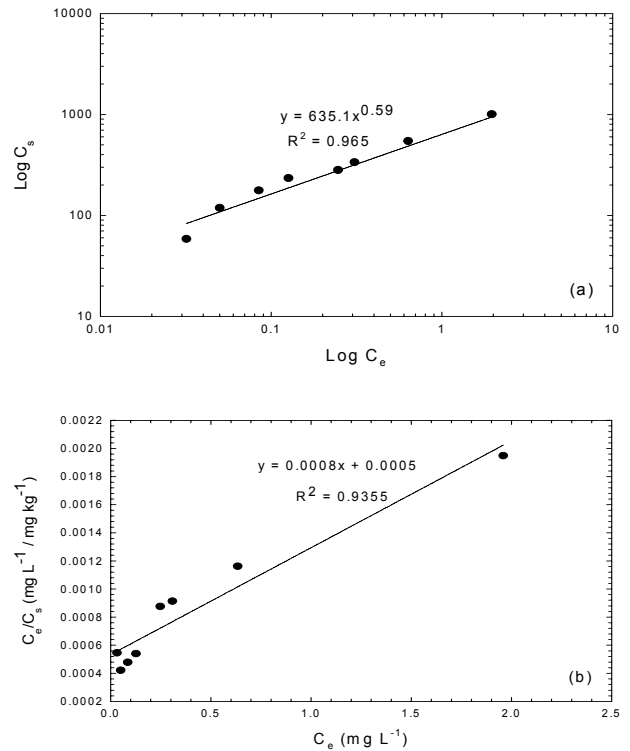 10000
1000
100
10
Log C_s
y = 635.1x^0.59
R^2 = 0.965
(a)
0.01 0.1 1 10
Log C_e
0.0022
0.0020
0.0018
0.0016
0.0014
0.0012
0.0010
0.0008
0.0006
0.0004
0.0002
C_e/C_s (mg L^-1 / mg kg^-1)
y = 0.0008x + 0.0005
R^2 = 0.9355
(b)
0.0 0.5 1.0 1.5 2.0 2.5
C_e (mg L^-1)